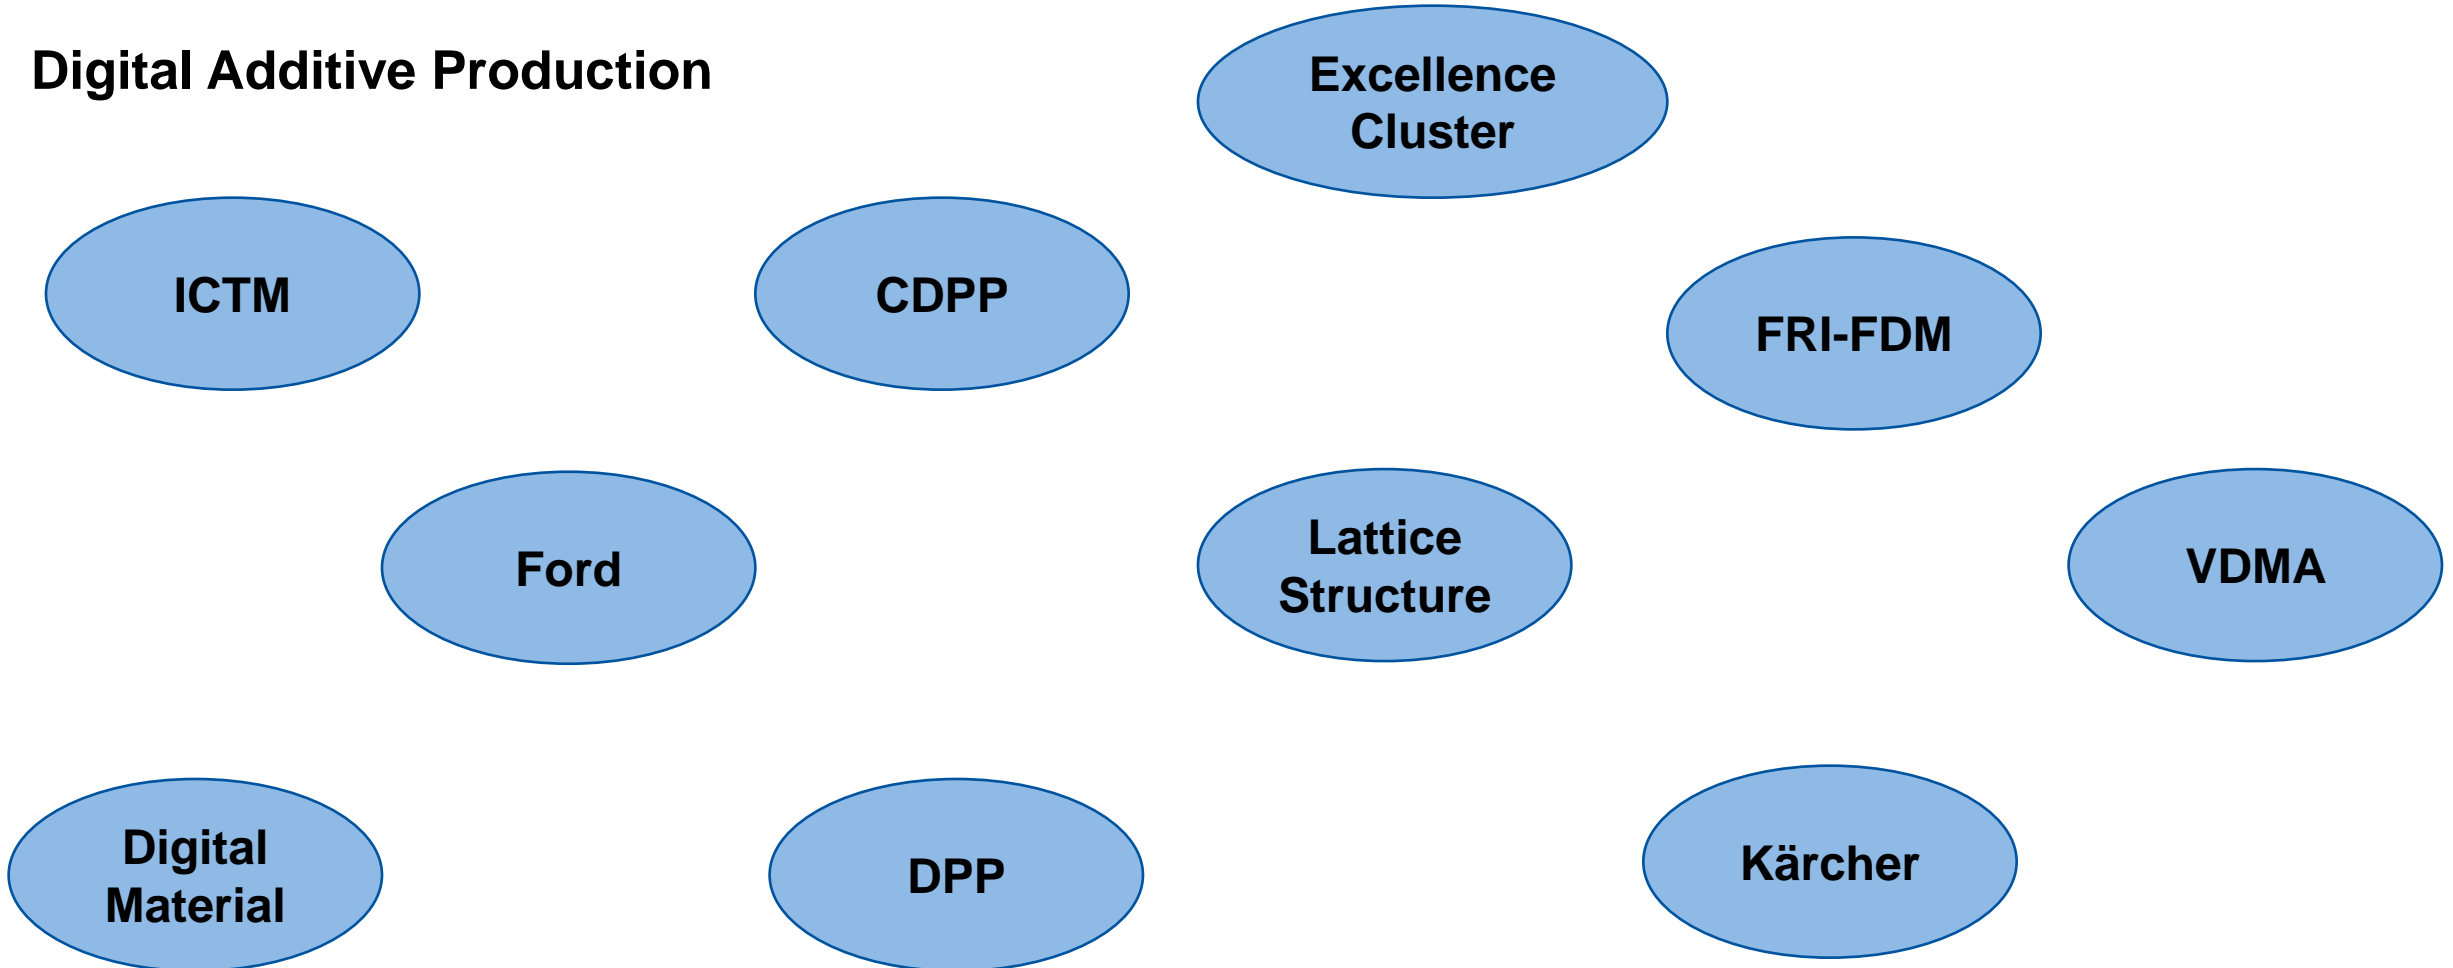 Digital Additive Production
Excellence
Cluster
ICTM
CDPP
FRI-FDM
Ford
Lattice
Structure
VDMA
Digital
Material
DPP
Kärcher